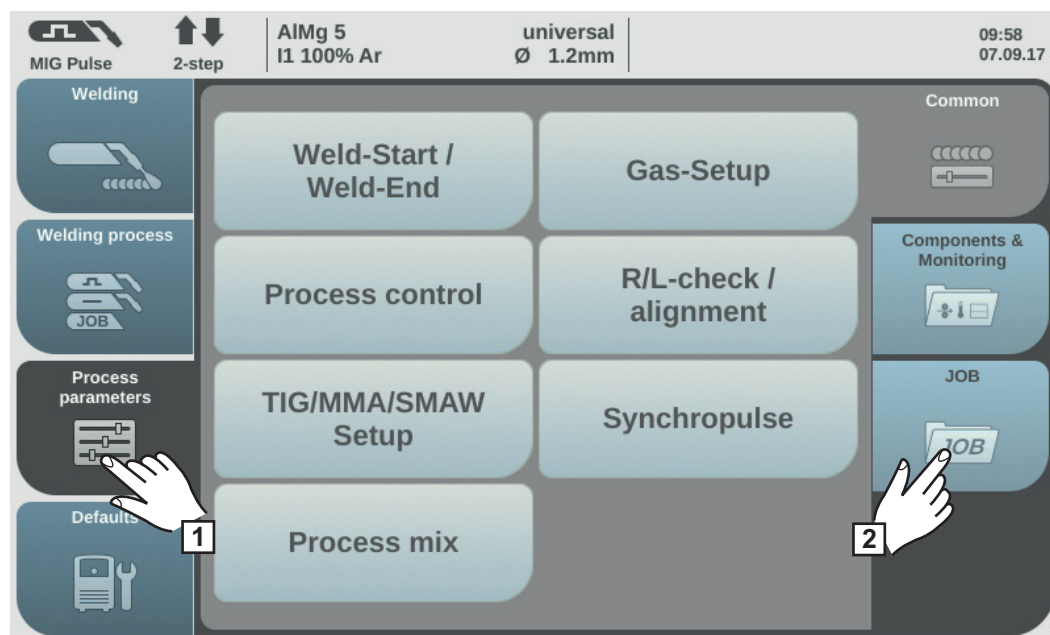 MIG Pulse
2-step
AlMg 5
I1 100% Ar
universal
Ø 1.2mm
09:58
07.09.17
Welding
Welding process
JOB
Process
parameters
Defaults
1
Weld-Start /
Weld-End
Gas-Setup
Process control
R/L-check /
alignment
TIG/MMA/SMAW
Setup
Synchropulse
Process mix
Common
Components &
Monitoring
JOB
JOB
2